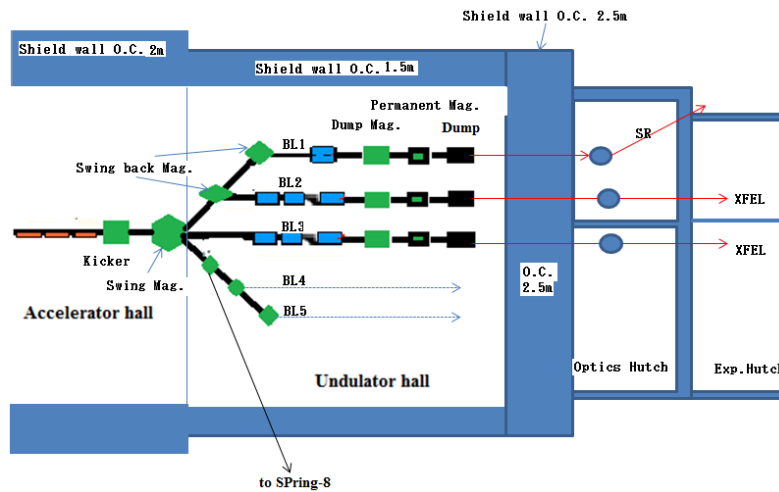 Shield wall O.C. 2.5m
Shield wall O.C. 2m
Shield wall O.C. 1.5m
Permanent Mag.
Dump Mag.
Dump
BL1
SR
Swing back Mag.
BL2
XFEL
BL3
XFEL
Kicker
Swing Mag.
O.C.
2.5m
BL4
Accelerator hall
BL5
Optics Hutch
Exp.Hutch
Undulator hall
to SPring-8